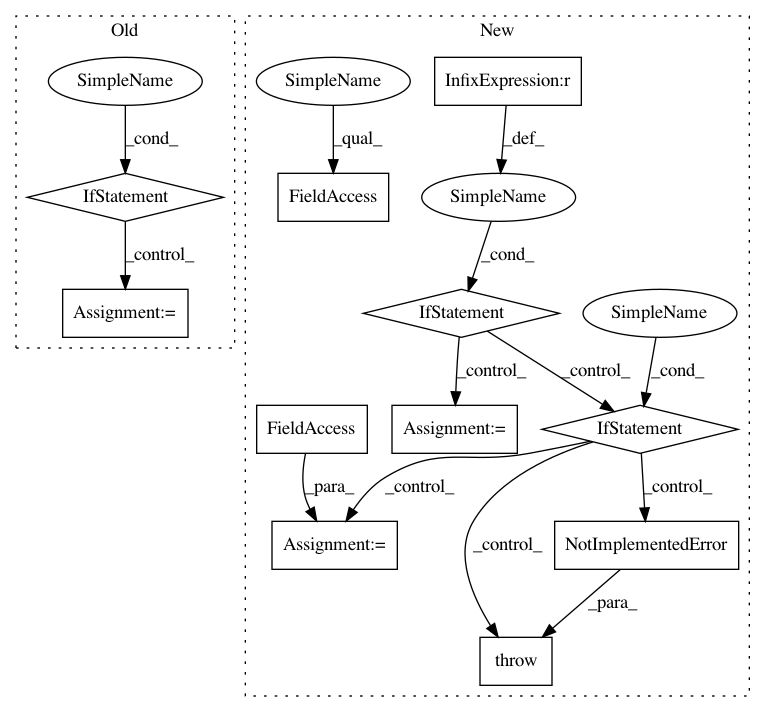 Old
New
SimpleName
SimpleName
InfixExpression:r
_cond_
_qual_
_def_
IfStatement
FieldAccess
SimpleName
_control_
_cond_
Assignment:=
IfStatement
SimpleName
_control_
_control_
_cond_
FieldAccess
Assignment:=
IfStatement
_para_
_control_
_control_
_control_
Assignment:=
NotImplementedError
_para_
throw